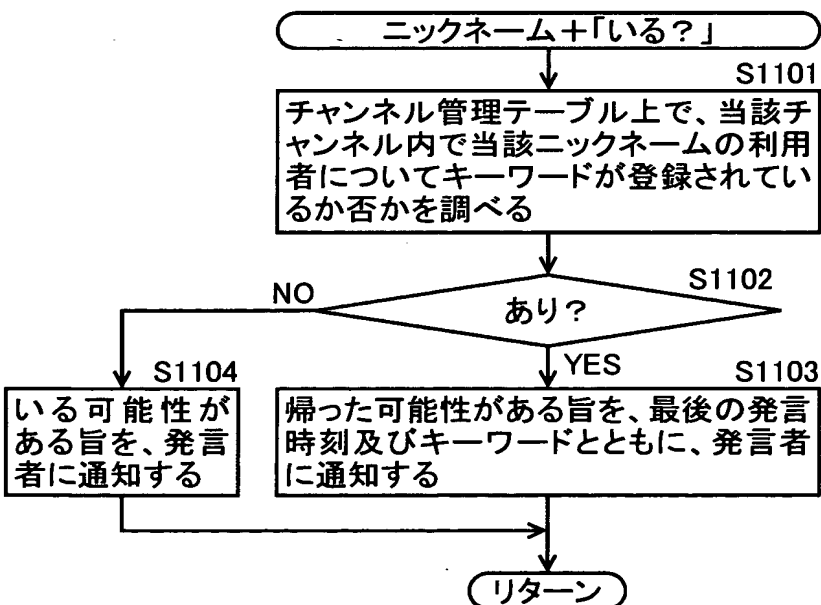 ニックネーム＋「いる？」
S1101
チャンネル管理テーブル上で、当該チ
ャンネル内で当該ニックネームの利用
者についてキーワードが登録されてい
るか否かを調べる
S1102
あり？
NO
YES
S1104
いる可能性が
ある旨を、発言
者に通知する
S1103
帰った可能性がある旨を、最後の発言
時刻及びキーワードとともに、発言者
に通知する
リターン